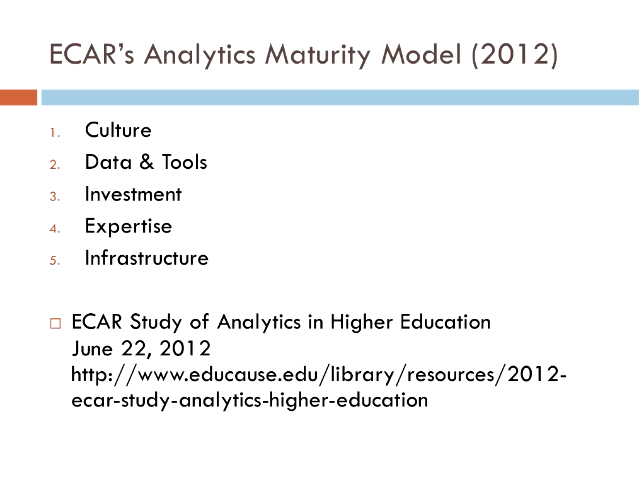 ECAR's Analytics Maturity Model (2012)
1. Culture
2. Data & Tools
3. Investment
4. Expertise
5. Infrastructure
ECAR Study of Analytics in Higher Education
June 22, 2012
http://www.educause.edu/library/resources/2012-
ecar-study-analytics-higher-education